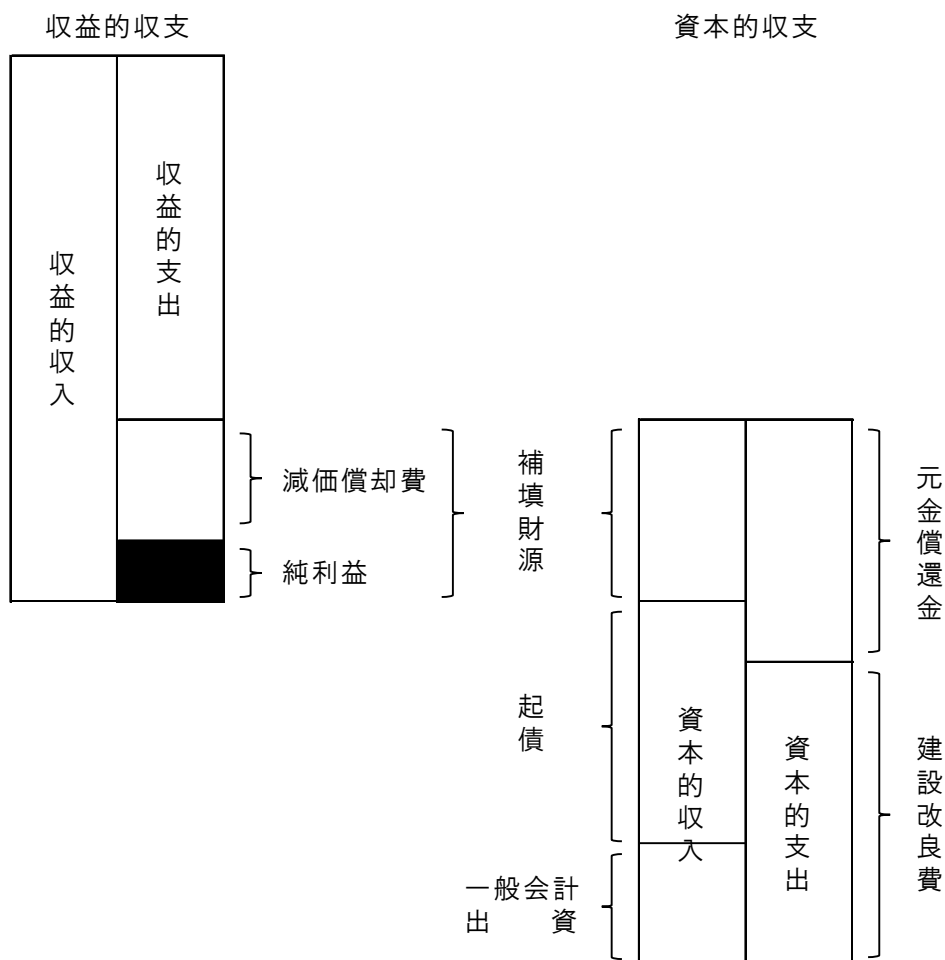 収益的収支
資本的収支
収益的収入
収益的支出
減価償却費
純利益
補填財源
起債
一般会計
出資
資本的収入
資本的支出
元金償還金
建設改良費